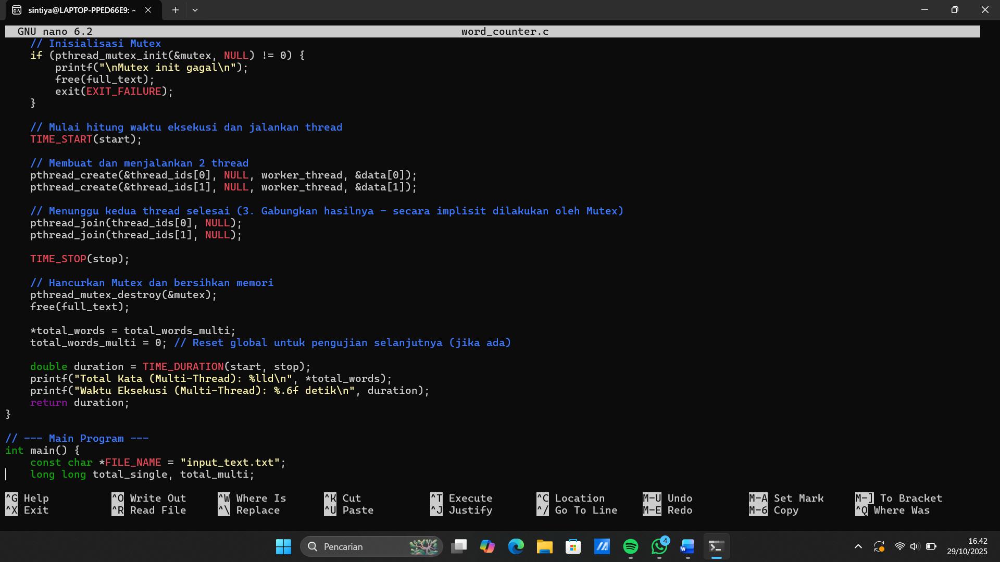 sintiya@LAPTOP-PPED66E9: ~
GNU nano 6.2 word_counter.c
// Inisialisasi Mutex
if (pthread_mutex_init(&mutex, NULL) != 0) {
printf("\nMutex init gagal\n");
free(full_text);
exit(EXIT_FAILURE);
}
// Mulai hitung waktu eksekusi dan jalankan thread
TIME_START(start);
// Membuat dan menjalankan 2 thread
pthread_create(&thread_ids[0], NULL, worker_thread, &data[0]);
pthread_create(&thread_ids[1], NULL, worker_thread, &data[1]);
// Menunggu kedua thread selesai (3. Gabungkan hasilnya - secara implisit dilakukan oleh Mutex)
pthread_join(thread_ids[0], NULL);
pthread_join(thread_ids[1], NULL);
TIME_STOP(stop);
// Hancurkan Mutex dan bersihkan memori
pthread_mutex_destroy(&mutex);
free(full_text);
*total_words = total_words_multi;
total_words_multi = 0; // Reset global untuk pengujian selanjutnya (jika ada)
double duration = TIME_DURATION(start, stop);
printf("Total Kata (Multi-Thread): %lld\n", *total_words);
printf("Waktu Eksekusi (Multi-Thread): %.6f detik\n", duration);
return duration;
}
// --- Main Program ---
int main() {
const char *FILE_NAME = "input_text.txt";
long long total_single, total_multi;
^G Help ^O Write Out ^W Where Is ^K Cut ^T Execute ^C Location M-U Undo M-A Set Mark M-] To Bracket
^X Exit ^R Read File ^\ Replace ^U Paste ^J Justify ^/ Go To Line M-E Redo M-6 Copy ^Q Where Was
Pencarian
4
16.42
29/10/2025